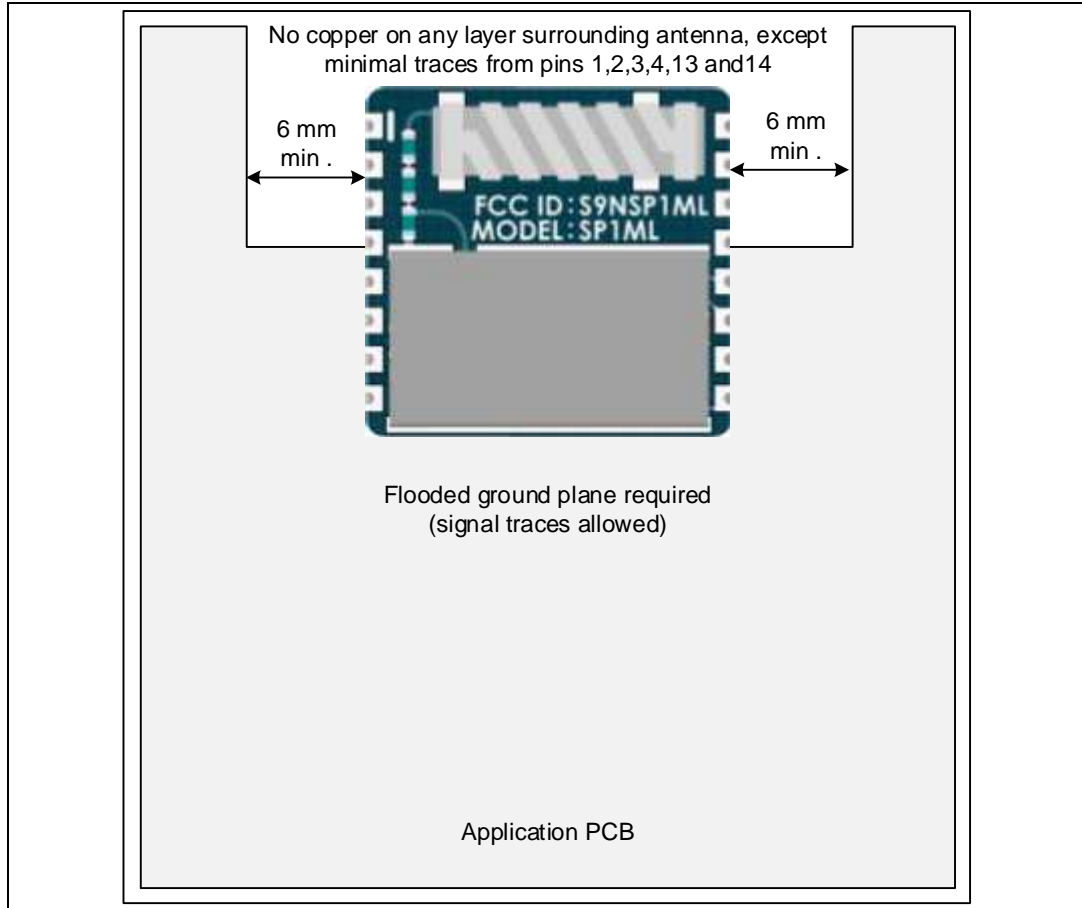 No copper on any layer surrounding antenna, except
minimal traces from pins 1,2,3,4,13 and14
6 mm
min .
6 mm
min .
FCC ID: S9NSP1ML
MODEL: SP1ML
Flooded ground plane required
(signal traces allowed)
Application PCB